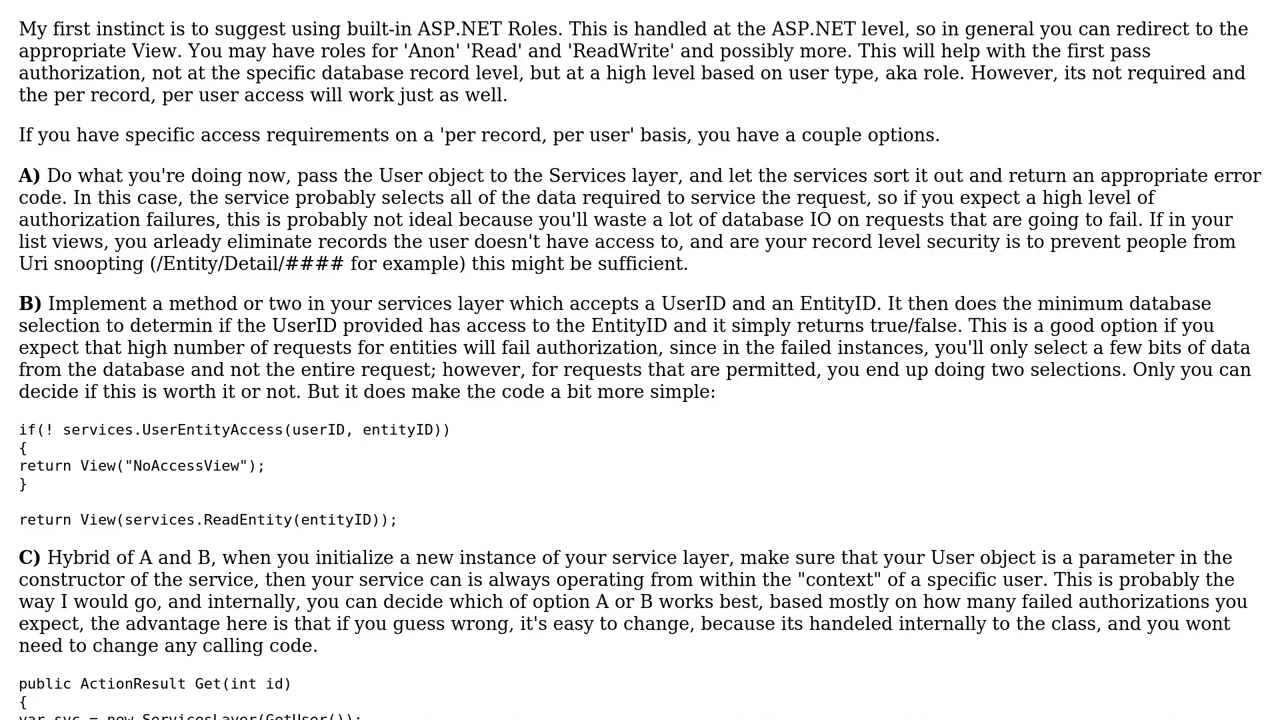 My first instinct is to suggest using built-in ASP.NET Roles. This is handled at the ASP.NET level, so in general you can redirect to the
appropriate View. You may have roles for 'Anon' 'Read' and 'ReadWrite' and possibly more. This will help with the first pass
authorization, not at the specific database record level, but at a high level based on user type, aka role. However, its not required and
the per record, per user access will work just as well.
If you have specific access requirements on a 'per record, per user' basis, you have a couple options.
A) Do what you're doing now, pass the User object to the Services layer, and let the services sort it out and return an appropriate error
code. In this case, the service probably selects all of the data required to service the request, so if you expect a high level of
authorization failures, this is probably not ideal because you'll waste a lot of database IO on requests that are going to fail. If in your
list views, you arleady eliminate records the user doesn't have access to, and are your record level security is to prevent people from
Uri snoopting (/Entity/Detail/#### for example) this might be sufficient.
B) Implement a method or two in your services layer which accepts a UserID and an EntityID. It then does the minimum database
selection to determin if the UserID provided has access to the EntityID and it simply returns true/false. This is a good option if you
expect that high number of requests for entities will fail authorization, since in the failed instances, you'll only select a few bits of data
from the database and not the entire request; however, for requests that are permitted, you end up doing two selections. Only you can
decide if this is worth it or not. But it does make the code a bit more simple:
if(! services.UserEntityAccess(userID, entityID))
{
return View("NoAccessView");
}
return View(services.ReadEntity(entityID));
C) Hybrid of A and B, when you initialize a new instance of your service layer, make sure that your User object is a parameter in the
constructor of the service, then your service can is always operating from within the "context" of a specific user. This is probably the
way I would go, and internally, you can decide which of option A or B works best, based mostly on how many failed authorizations you
expect, the advantage here is that if you guess wrong, it's easy to change, because its handeled internally to the class, and you wont
need to change any calling code.
public ActionResult Get(int id)
{
var svc = new ServicesLayer(GetUser());